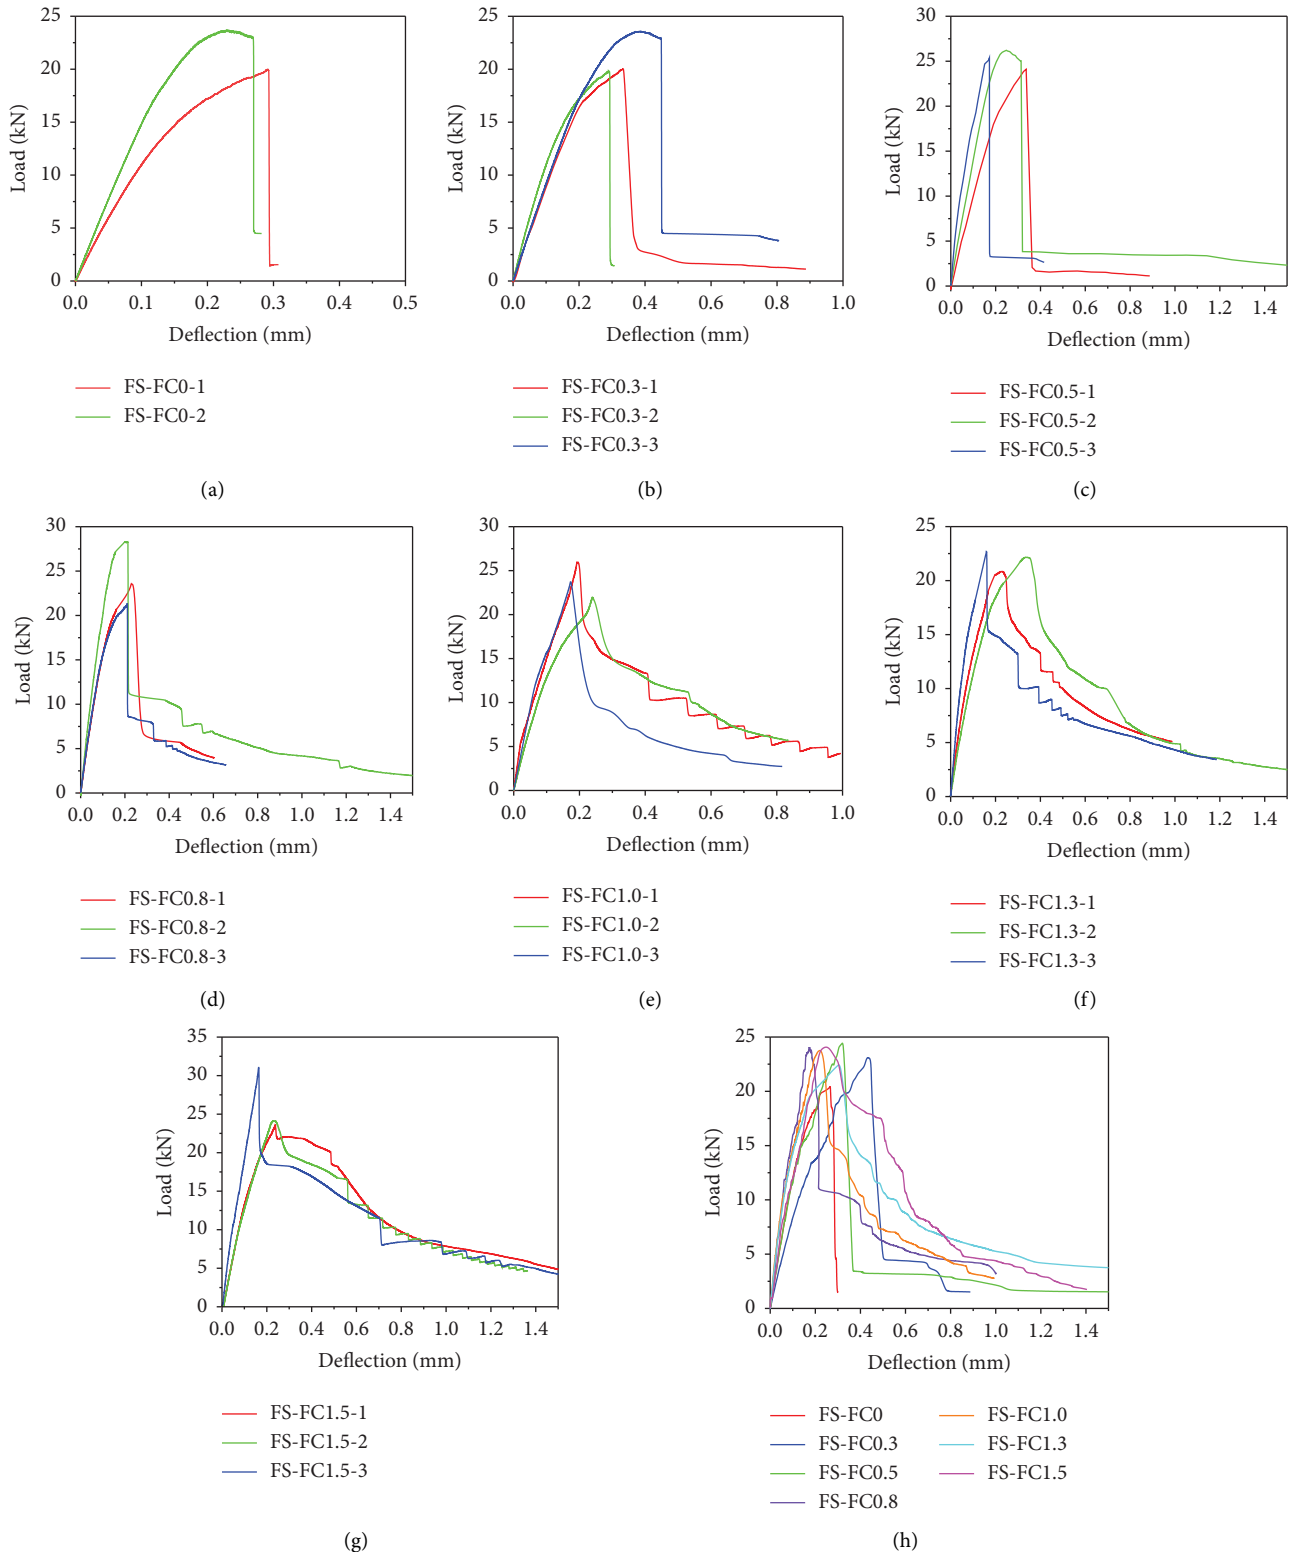 25
20
15
10
5
0
Load (kN)
0.0 0.1 0.2 0.3 0.4 0.5
Deflection (mm)
FS-FC0-1
FS-FC0-2
(a)
25
20
15
10
5
0
Load (kN)
0.0 0.2 0.4 0.6 0.8 1.0
Deflection (mm)
FS-FC0.3-1
FS-FC0.3-2
FS-FC0.3-3
(b)
30
25
20
15
10
5
0
Load (kN)
0.0 0.2 0.4 0.6 0.8 1.0 1.2 1.4
Deflection (mm)
FS-FC0.5-1
FS-FC0.5-2
FS-FC0.5-3
(c)
30
25
20
15
10
5
0
Load (kN)
0.0 0.2 0.4 0.6 0.8 1.0 1.2 1.4
Deflection (mm)
FS-FC0.8-1
FS-FC0.8-2
FS-FC0.8-3
(d)
30
25
20
15
10
5
0
Load (kN)
0.0 0.2 0.4 0.6 0.8 1.0
Deflection (mm)
FS-FC1.0-1
FS-FC1.0-2
FS-FC1.0-3
(e)
25
20
15
10
5
0
Load (kN)
0.0 0.2 0.4 0.6 0.8 1.0 1.2 1.4
Deflection (mm)
FS-FC1.3-1
FS-FC1.3-2
FS-FC1.3-3
(f)
35
30
25
20
15
10
5
0
Load (kN)
0.0 0.2 0.4 0.6 0.8 1.0 1.2 1.4
Deflection (mm)
FS-FC1.5-1
FS-FC1.5-2
FS-FC1.5-3
(g)
25
20
15
10
5
0
Load (kN)
0.0 0.2 0.4 0.6 0.8 1.0 1.2 1.4
Deflection (mm)
FS-FC0
FS-FC0.3
FS-FC0.5
FS-FC0.8
FS-FC1.0
FS-FC1.3
FS-FC1.5
(h)